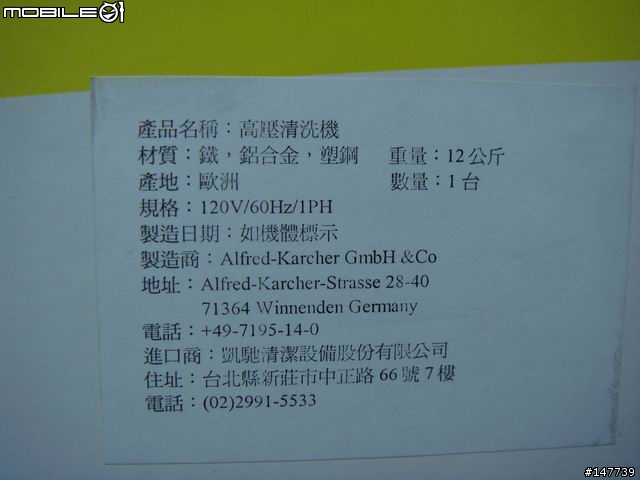 MOBILE01
產品名稱：高壓清洗機
材質：鐵，鋁合金，塑鋼 重量：12公斤
產地：歐洲 數量：1台
規格：120V/60Hz/1PH
製造日期：如機體標示
製造商：Alfred-Karcher GmbH &Co
地址：Alfred-Karcher-Strasse 28-40
71364 Winnenden Germany
電話：+49-7195-14-0
進口商：凱馳清潔設備股份有限公司
住址：台北縣新莊市中正路66號7樓
電話：(02)2991-5533
#147739